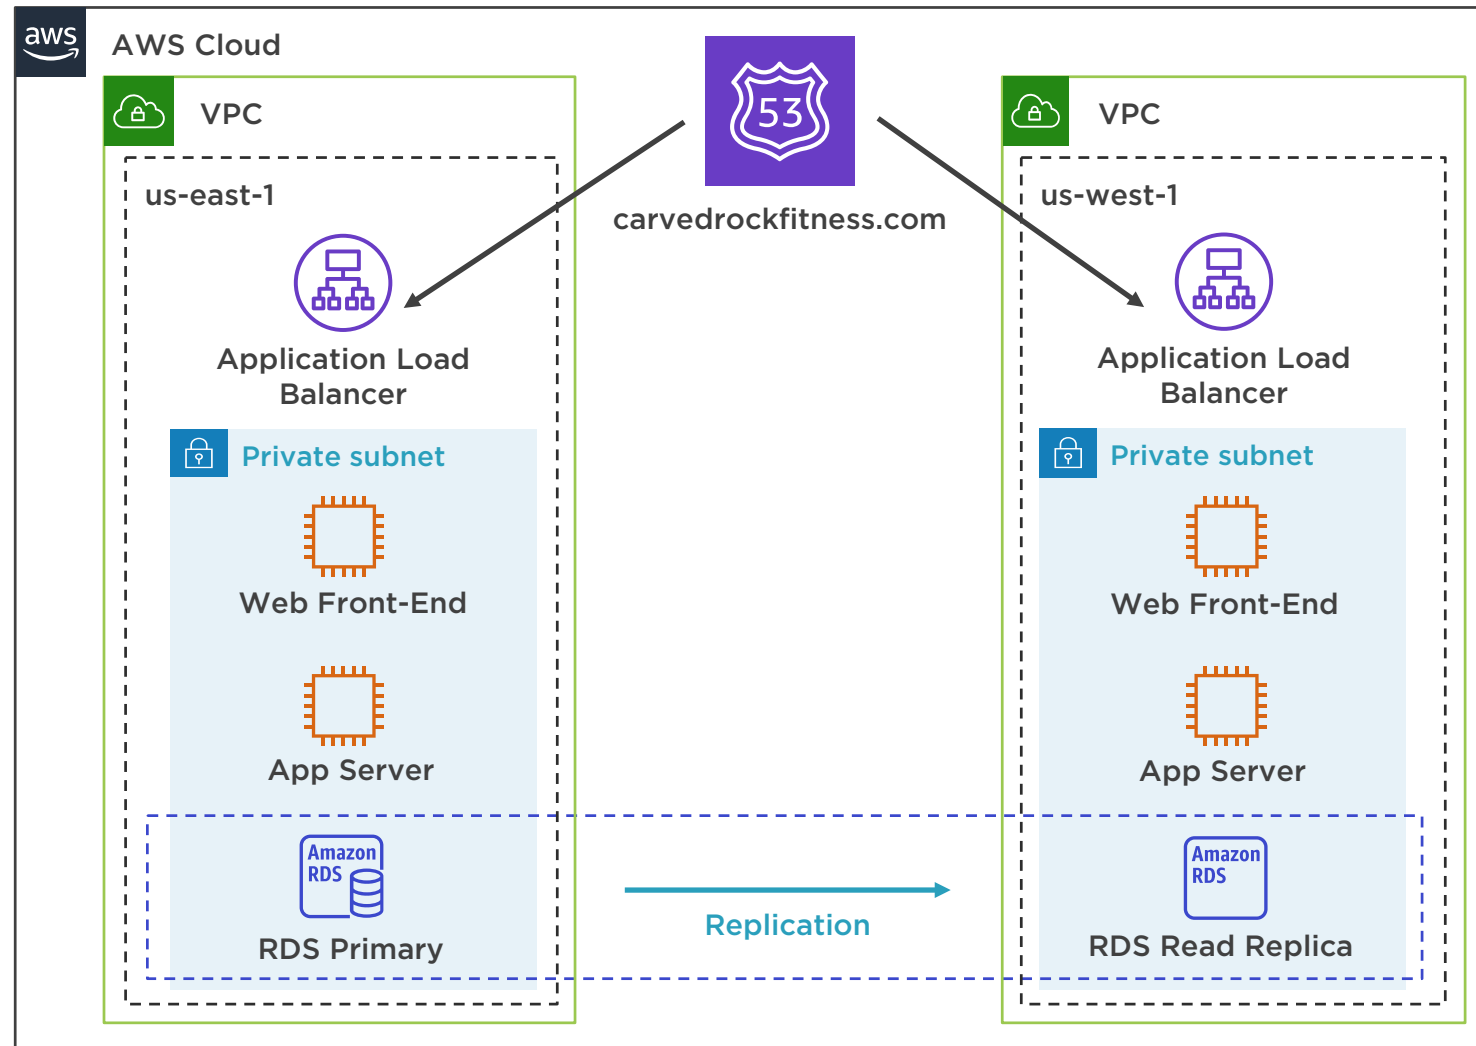 aws
AWS Cloud
VPC
us-east-1
Application Load
Balancer
Private subnet
Web Front-End
App Server
Amazon
RDS
RDS Primary
53
carvedrockfitness.com
Replication
VPC
us-west-1
Application Load
Balancer
Private subnet
Web Front-End
App Server
Amazon
RDS
RDS Read Replica